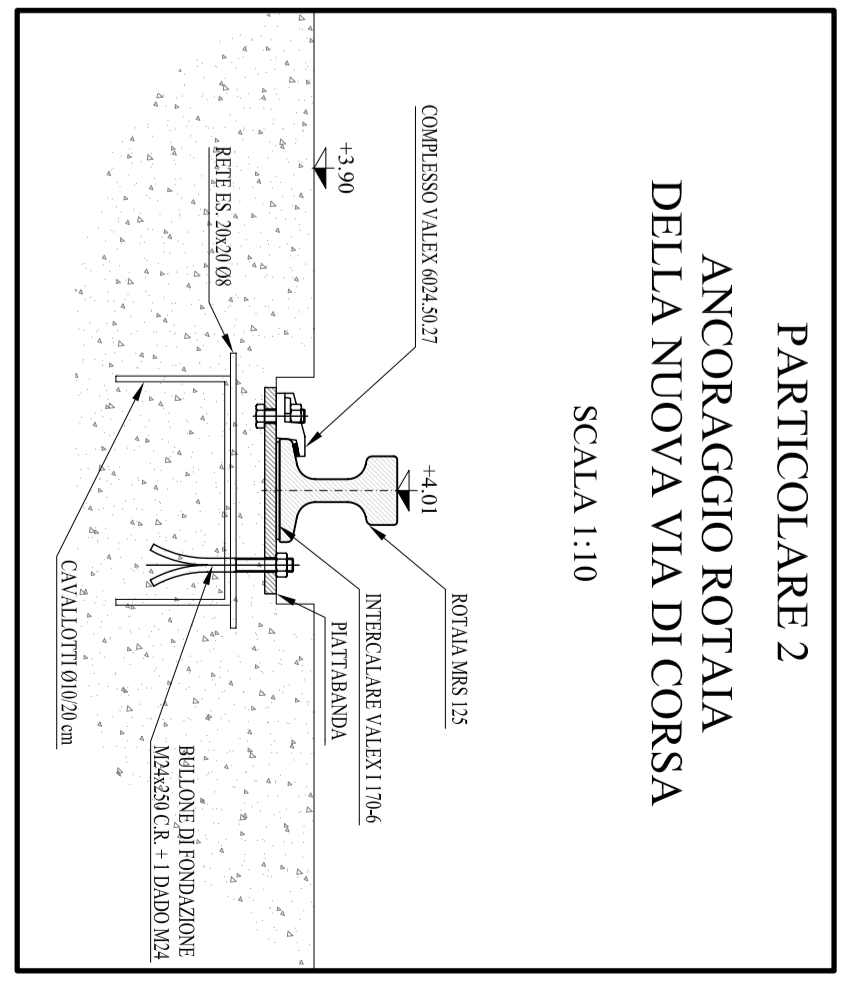 PARTICOLARE 2
ANCORAGGIO ROTAIA
DELLA NUOVA VIA DI CORSA
SCALA 1:10
ROTAIA MRS 125
+4.01
COMPLESSO VALEX 6024.50.27
INTERCALARE VALEX I 170-6
PIATTABANDA
+3.90
RETE ES. 20x20 Ø8
BULLONE DI FONDAZIONE
M24x250 C.R. + 1 DADO M24
CAVALLOTTI Ø10/20 cm